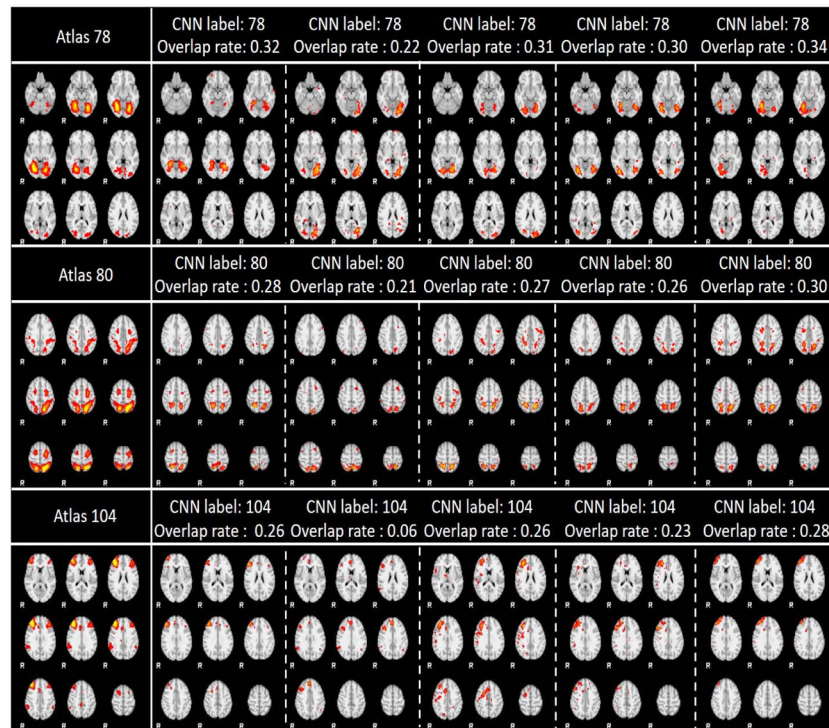 Atlas 78
CNN label: 78
Overlap rate: 0.32
CNN label: 78
Overlap rate : 0.22
CNN label: 78
Overlap rate : 0.31
CNN label: 78
Overlap rate : 0.30
CNN label: 78
Overlap rate : 0.34
R R R
R R R R R R R R R R R R R R R
R R R R R R R R R R R R R R R R R R
R R R R R R R R R R R R R R R R R R
Atlas 80
CNN label: 80
Overlap rate : 0.28
CNN label: 80
Overlap rate : 0.21
CNN label: 80
Overlap rate : 0.27
CNN label: 80
Overlap rate : 0.26
CNN label: 80
Overlap rate : 0.30
R R R R R R R R R R R R R R R R R R
R R R R R R R R R R R R R R R R R R
R R R R R R R R R R R R R R R R R R
Atlas 104
CNN label: 104
Overlap rate : 0.26
CNN label: 104
Overlap rate : 0.06
CNN label: 104
Overlap rate : 0.26
CNN label: 104
Overlap rate : 0.23
CNN label: 104
Overlap rate : 0.28
R R R R R R R R R R R R R R R R R R
R R R R R R R R R R R R R R R R R R
R R R R R R R R R R R R R R R R R R